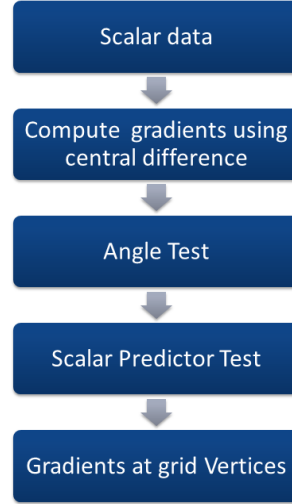 Scalar data
Compute gradients using
central difference
Angle Test
Scalar Predictor Test
Gradients at grid Vertices